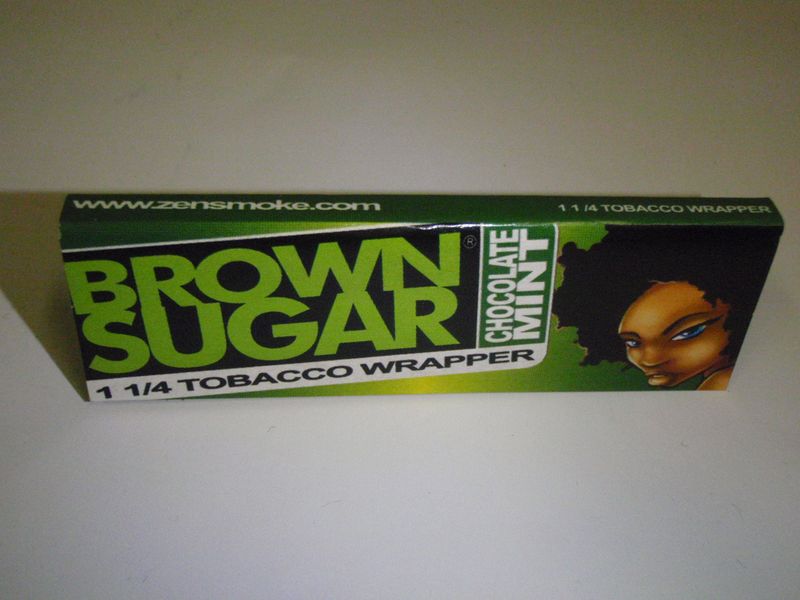 www.zensmoke.com
1 1/4 TOBACCO WRAPPER
BROWN
SUGAR
®
CHOCOLATE
MINT
1 1/4 TOBACCO WRAPPER